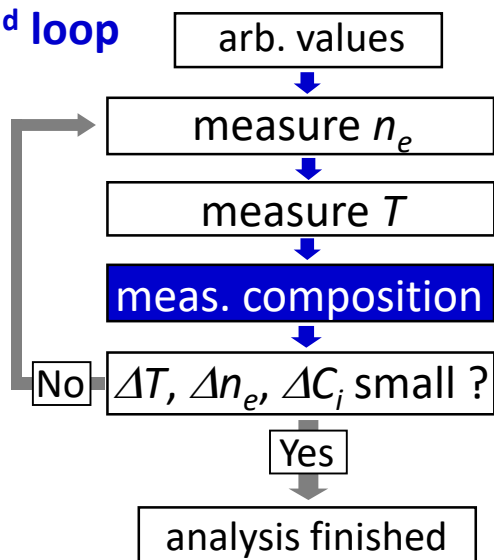 d loop
arb. values
measure nₑ
measure T
meas. composition
No
ΔT, Δnₑ, ΔCᵢ small ?
Yes
analysis finished